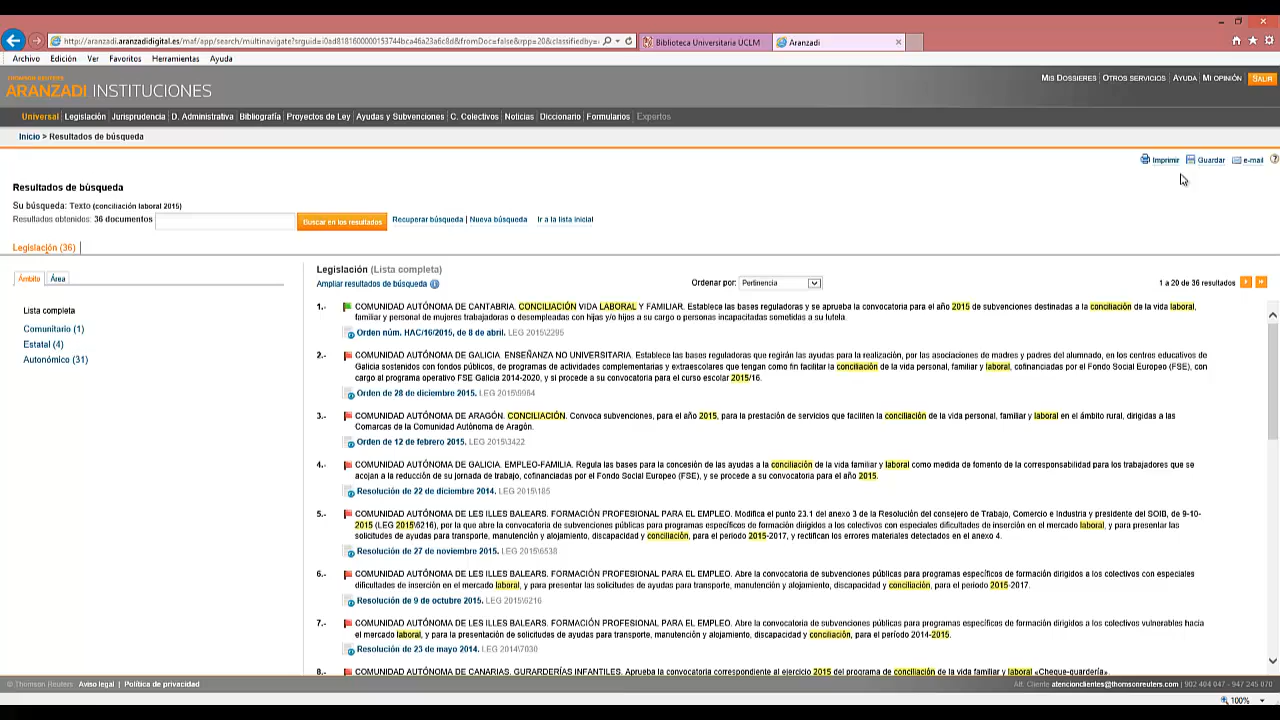 http://aranzadi.aranzadidigital.es/maf/app/search/multinavigate?srguid=i0ad8181600000153744bca46a23a6c8d&fromDoc=false&rpp=20&classifiedby=
Biblioteca Universitaria UCLM
Aranzadi
Archivo Edición Ver Favoritos Herramientas Ayuda
THOMSON REUTERS
ARANZADI INSTITUCIONES
MIS DOSSIERES | OTROS SERVICIOS | AYUDA | MI OPINIÓN | SALIR
Universal | Legislación | Jurisprudencia | D. Administrativa | Bibliografía | Proyectos de Ley | Ayudas y Subvenciones | C. Colectivos | Noticias | Diccionario | Formularios | Expertos
Inicio > Resultados de búsqueda
Imprimir Guardar e-mail ?
Resultados de búsqueda
Su búsqueda: Texto (conciliación laboral 2015)
Resultados obtenidos: 36 documentos Buscar en los resultados Recuperar búsqueda | Nueva búsqueda Ir a la lista inicial
Legislación (36)
Ámbito Área
Lista completa
Comunitario (1)
Estatal (4)
Autonómico (31)
Legislación (Lista completa)
Ampliar resultados de búsqueda
Ordenar por: Pertinencia
1 a 20 de 36 resultados
1.- COMUNIDAD AUTÓNOMA DE CANTABRIA. CONCILIACIÓN VIDA LABORAL Y FAMILIAR. Establece las bases reguladoras y se aprueba la convocatoria para el año 2015 de subvenciones destinadas a la conciliación de la vida laboral,
familiar y personal de mujeres trabajadoras o desempleadas con hijas y/o hijos a su cargo o personas incapacitadas sometidas a su tutela.
Orden núm. HAC/16/2015, de 8 de abril. LEG 2015\2295
2.- COMUNIDAD AUTÓNOMA DE GALICIA. ENSEÑANZA NO UNIVERSITARIA. Establece las bases reguladoras que regirán las ayudas para la realización, por las asociaciones de madres y padres del alumnado, en los centros educativos de
Galicia sostenidos con fondos públicos, de programas de actividades complementarias y extraescolares que tengan como fin facilitar la conciliación de la vida personal, familiar y laboral, cofinanciadas por el Fondo Social Europeo (FSE), con
cargo al programa operativo FSE Galicia 2014-2020, y si procede a su convocatoria para el curso escolar 2015/16.
Orden de 28 de diciembre 2015. LEG
3.- COMUNIDAD AUTÓNOMA DE ARAGÓN. CONCILIACIÓN. Convoca subvenciones, para el año 2015, para la prestación de servicios que faciliten la conciliación de la vida personal, familiar y laboral en el ámbito rural, dirigidas a las
Comarcas de la Comunidad Autónoma de Aragón.
Orden de 12 de febrero 2015. LEG 2015\3422
4.- COMUNIDAD AUTÓNOMA DE GALICIA. EMPLEO-FAMILIA. Regula las bases para la concesión de las ayudas a la conciliación de la vida familiar y laboral como medida de fomento de la corresponsabilidad para los trabajadores que se
acojan a la reducción de su jornada de trabajo, cofinanciadas por el Fondo Social Europeo (FSE), y se procede a su convocatoria para el año 2015.
Resolución de 22 de diciembre 2014. LEG 2015\185
5.- COMUNIDAD AUTÓNOMA DE LES ILLES BALEARS. FORMACIÓN PROFESIONAL PARA EL EMPLEO. Modifica el punto 23.1 del anexo 3 de la Resolución del consejero de Trabajo, Comercio e Industria y presidente del SOIB, de 9-10-
2015 (LEG 2015\6216), por la que abre la convocatoria de subvenciones públicas para programas específicos de formación dirigidos a los colectivos con especiales dificultades de inserción en el mercado laboral, y para presentar las
solicitudes de ayudas para transporte, manutención y alojamiento, discapacidad y conciliación, para el periodo 2015-2017, y rectifican los errores materiales detectados en el anexo 4.
Resolución de 27 de noviembre 2015. LEG 2015\6538
6.- COMUNIDAD AUTÓNOMA DE LES ILLES BALEARS. FORMACIÓN PROFESIONAL PARA EL EMPLEO. Abre la convocatoria de subvenciones públicas para programas específicos de formación dirigidos a los colectivos con especiales
dificultades de inserción en el mercado laboral, y para presentar las solicitudes de ayudas para transporte, manutención y alojamiento, discapacidad y conciliación, para el periodo 2015-2017.
Resolución de 9 de octubre 2015. LEG 2015\6216
7.- COMUNIDAD AUTÓNOMA DE LES ILLES BALEARS. FORMACIÓN PROFESIONAL PARA EL EMPLEO. Abre la convocatoria de subvenciones públicas para programas específicos de formación dirigidos a los colectivos vulnerables hacia
el mercado laboral, y para la presentación de solicitudes de ayudas para transporte, manutención y alojamiento, discapacidad y conciliación, para el período 2014-2015.
Resolución de 23 de mayo 2014. LEG 2014\7030
8.- COMUNIDAD AUTÓNOMA DE CANARIAS. GUARDERÍAS INFANTILES. Aprueba la convocatoria correspondiente al ejercicio 2015 del programa de conciliación de la vida familiar y laboral «Cheque-guardería».
© Thomson Reuters Aviso legal | Política de privacidad
Att. Cliente atencionclientes@thomsonreuters.com | 902 404 047 - 947 245 070
100%